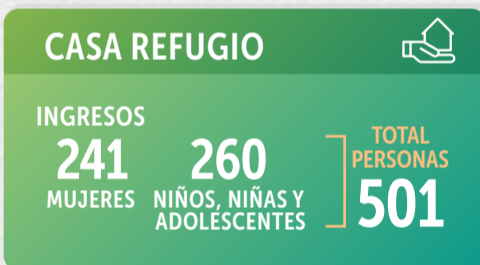 CASA REFUGIO
INGRESOS
241
MUJERES
260
NIÑOS, NIÑAS Y
ADOLESCENTES
TOTAL
PERSONAS
501